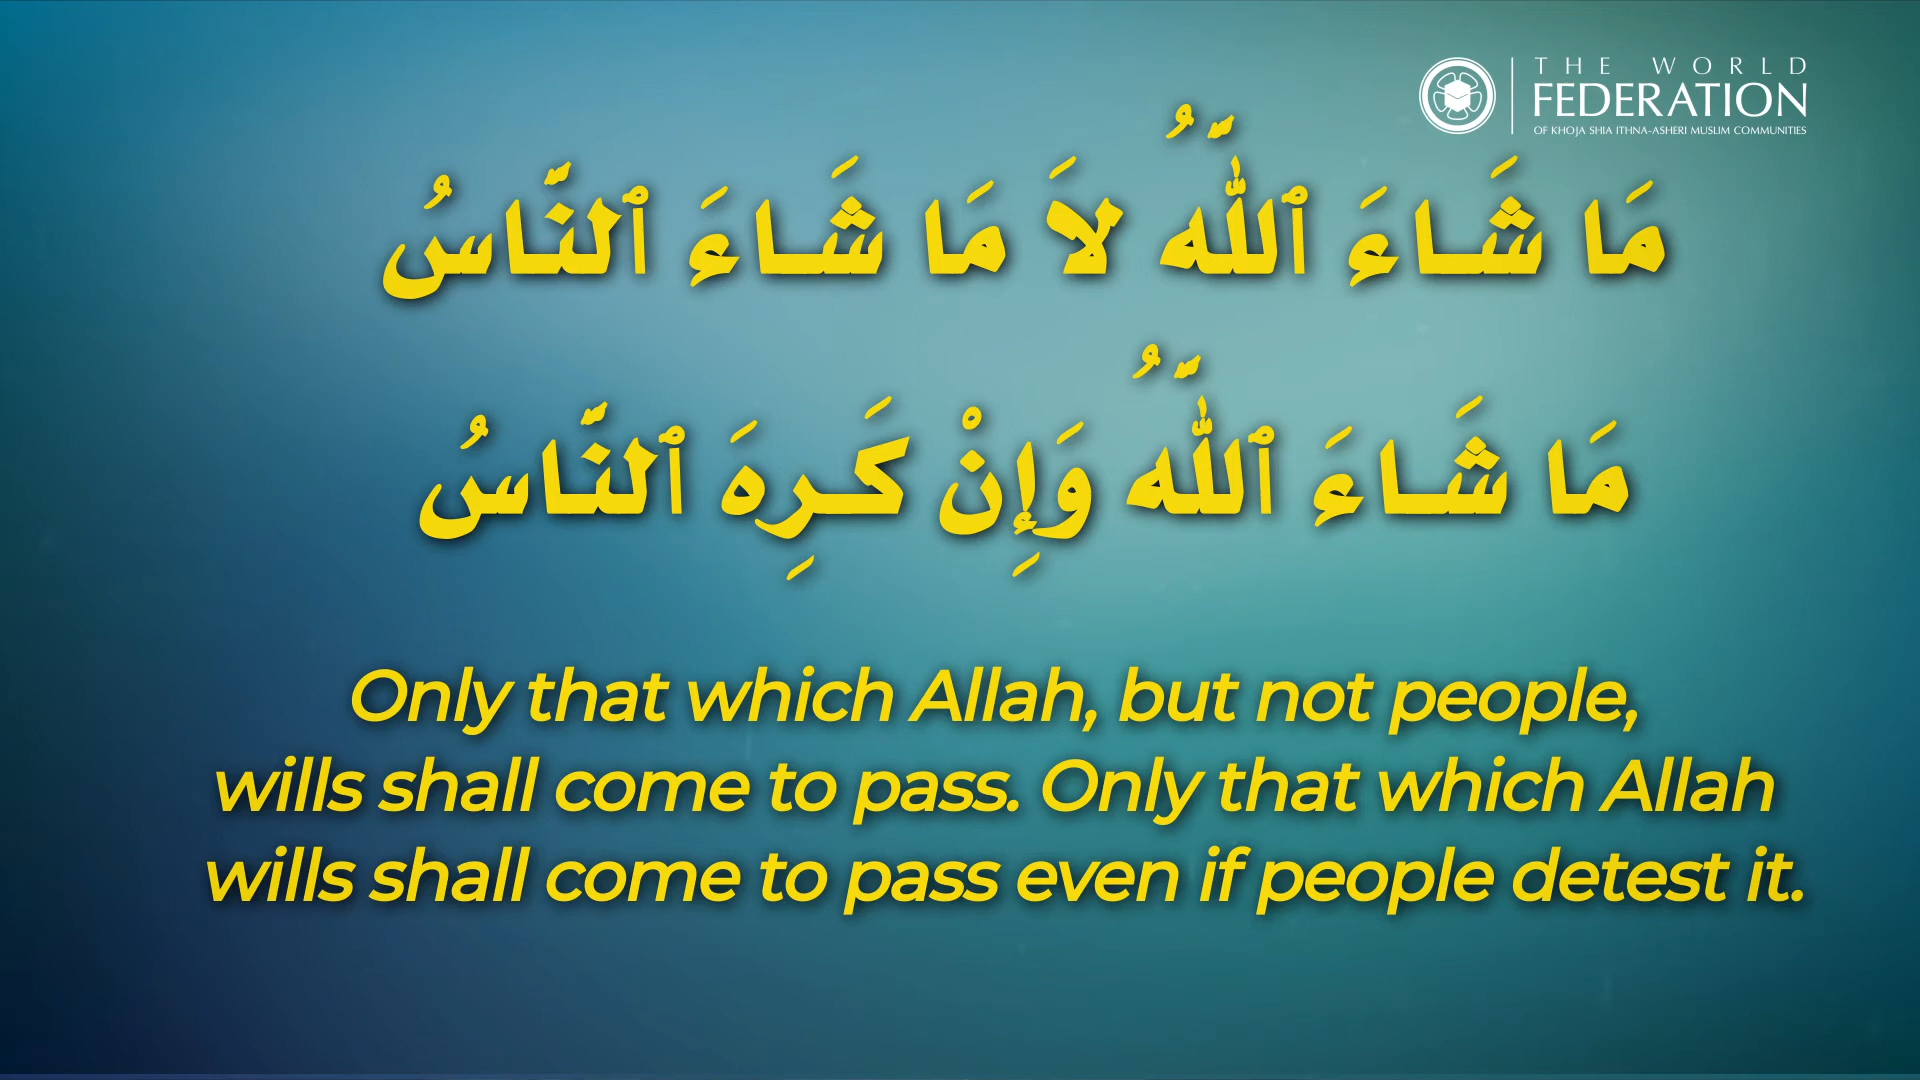 THE WORLD
FEDERATION
OF KHOJA SHIA ITHNA-ASHERI MUSLIM COMMUNITIES
مَا شَـاءَ ٱللّٰهُ لاَ مَا شَـاءَ ٱلنَّاسُ
مَا شَـاءَ ٱللّٰهُ وَإِنْ كَـرِهَ ٱلنَّاسُ
Only that which Allah, but not people,
wills shall come to pass. Only that which Allah
wills shall come to pass even if people detest it.